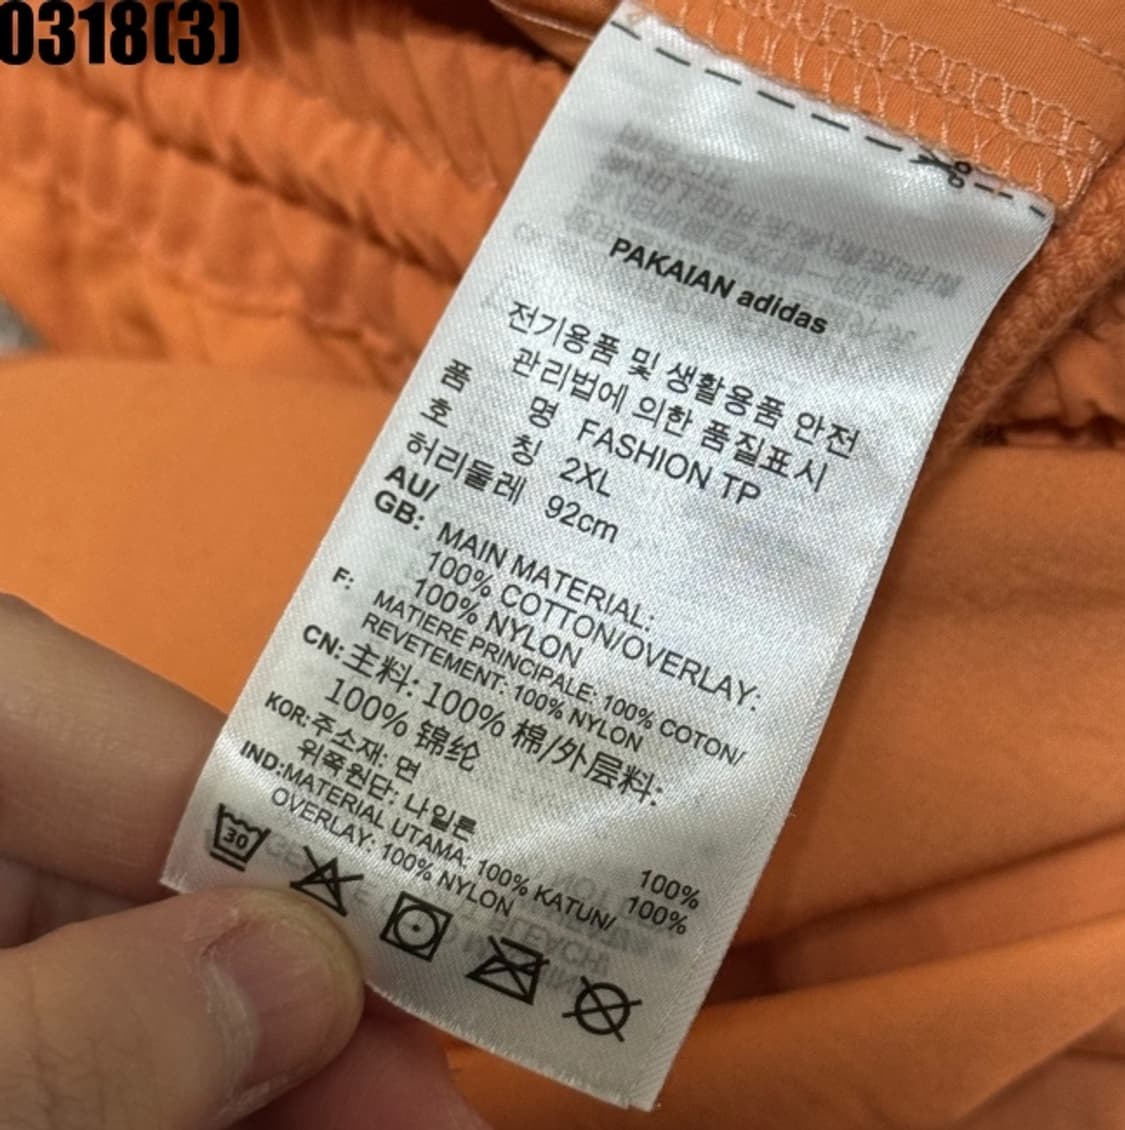 0318(3)
PAKAIAN adidas
전기용품 및 생활용품 안전
관리법에 의한 품질표시
품 명 FASHION TP
호 칭 2XL
허리둘레 92cm
AU/
GB: MAIN MATERIAL:
100% COTTON/OVERLAY:
100% NYLON
F: MATIERE PRINCIPALE: 100% COTON/
REVETEMENT: 100% NYLON
CN: 主料: 100% 棉/外层料:
100% 锦纶
KOR: 주소재: 면 100%
위쪽원단: 나일론 100%
IND: MATERIAL UTAMA: 100% KATUN/
OVERLAY: 100% NYLON
30